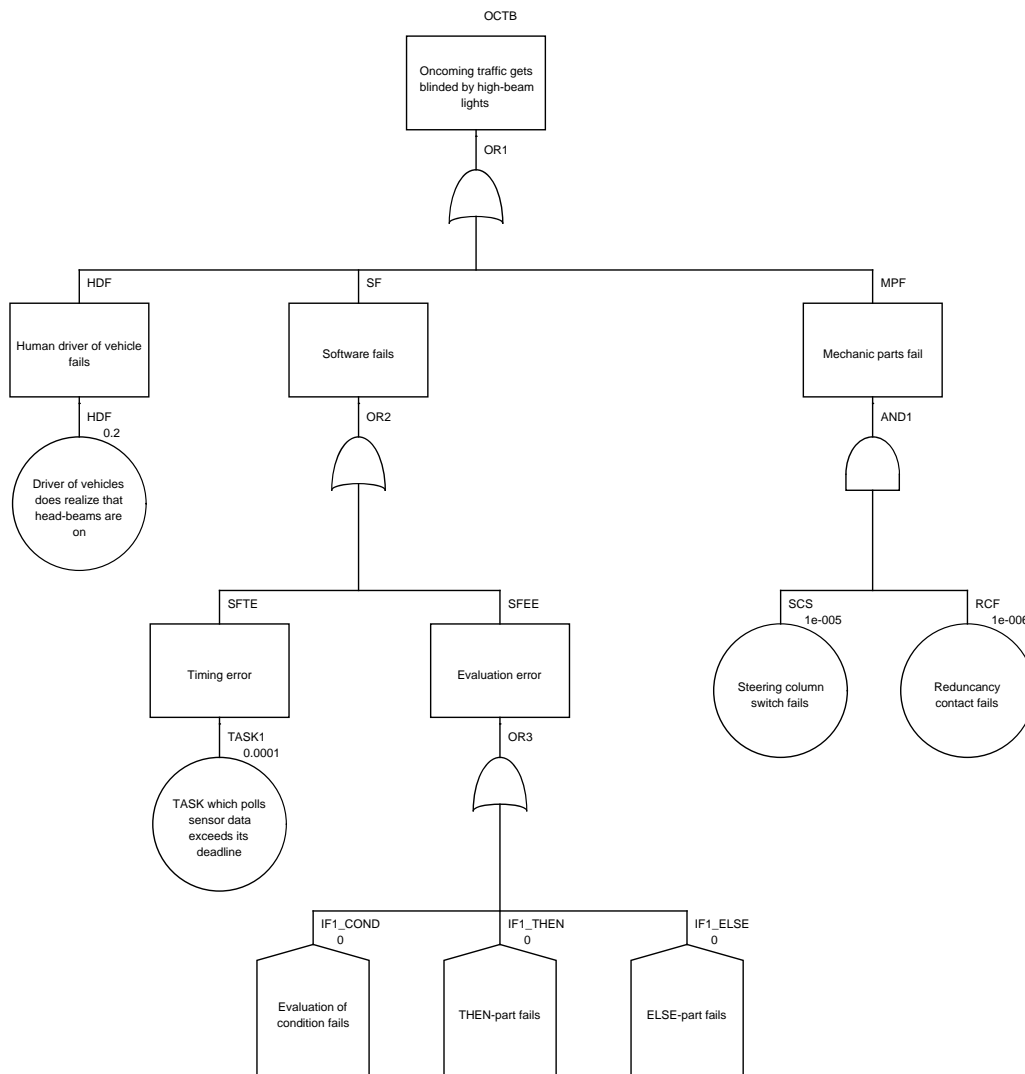 OCTB
Oncoming traffic gets
blinded by high-beam
lights
OR1
HDF
SF
MPF
Human driver of vehicle
fails
Software fails
Mechanic parts fail
HDF
0.2
OR2
AND1
Driver of vehicles
does realize that
head-beams are
on
SFTE
SFEE
SCS
1e-005
RCF
1e-006
Timing error
Evaluation error
Steering column
switch fails
Reduncancy
contact fails
TASK1
0.0001
OR3
TASK which polls
sensor data
exceeds its
deadline
IF1_COND
0
IF1_THEN
0
IF1_ELSE
0
Evaluation of
condition fails
THEN-part fails
ELSE-part fails